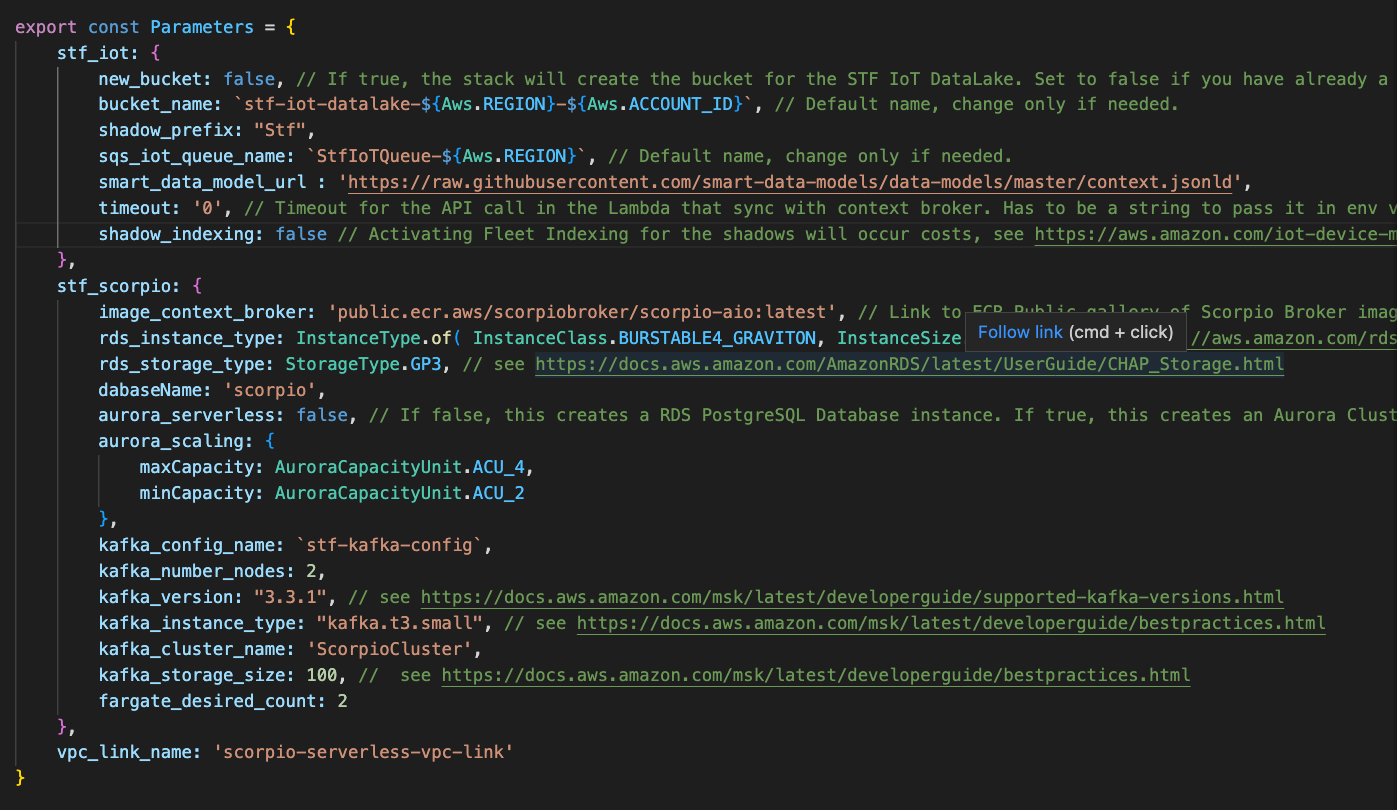 export const Parameters = {
stf_iot: {
new_bucket: false, // If true, the stack will create the bucket for the STF IoT DataLake. Set to false if you have already a
bucket_name: `stf-iot-datalake-${Aws.REGION}-${Aws.ACCOUNT_ID}`, // Default name, change only if needed.
shadow_prefix: "Stf",
sqs_iot_queue_name: `StfIoTQueue-${Aws.REGION}`, // Default name, change only if needed.
smart_data_model_url : 'https://raw.githubusercontent.com/smart-data-models/data-models/master/context.jsonld',
timeout: '0', // Timeout for the API call in the Lambda that sync with context broker. Has to be a string to pass it in env v
shadow_indexing: false // Activating Fleet Indexing for the shadows will occur costs, see https://aws.amazon.com/iot-device-m
},
stf_scorpio: {
image_context_broker: 'public.ecr.aws/scorpiobroker/scorpio-aio:latest', // Link to ECR Public gallery of Scorpio Broker imag
rds_instance_type: InstanceType.of( InstanceClass.BURSTABLE4_GRAVITON, InstanceSize //aws.amazon.com/rds
Follow link (cmd + click)
rds_storage_type: StorageType.GP3, // see https://docs.aws.amazon.com/AmazonRDS/latest/UserGuide/CHAP_Storage.html
dabaseName: 'scorpio',
aurora_serverless: false, // If false, this creates a RDS PostgreSQL Database instance. If true, this creates an Aurora Clust
aurora_scaling: {
maxCapacity: AuroraCapacityUnit.ACU_4,
minCapacity: AuroraCapacityUnit.ACU_2
},
kafka_config_name: `stf-kafka-config`,
kafka_number_nodes: 2,
kafka_version: "3.3.1", // see https://docs.aws.amazon.com/msk/latest/developerguide/supported-kafka-versions.html
kafka_instance_type: "kafka.t3.small", // see https://docs.aws.amazon.com/msk/latest/developerguide/bestpractices.html
kafka_cluster_name: 'ScorpioCluster',
kafka_storage_size: 100, //  see https://docs.aws.amazon.com/msk/latest/developerguide/bestpractices.html
fargate_desired_count: 2
},
vpc_link_name: 'scorpio-serverless-vpc-link'
}